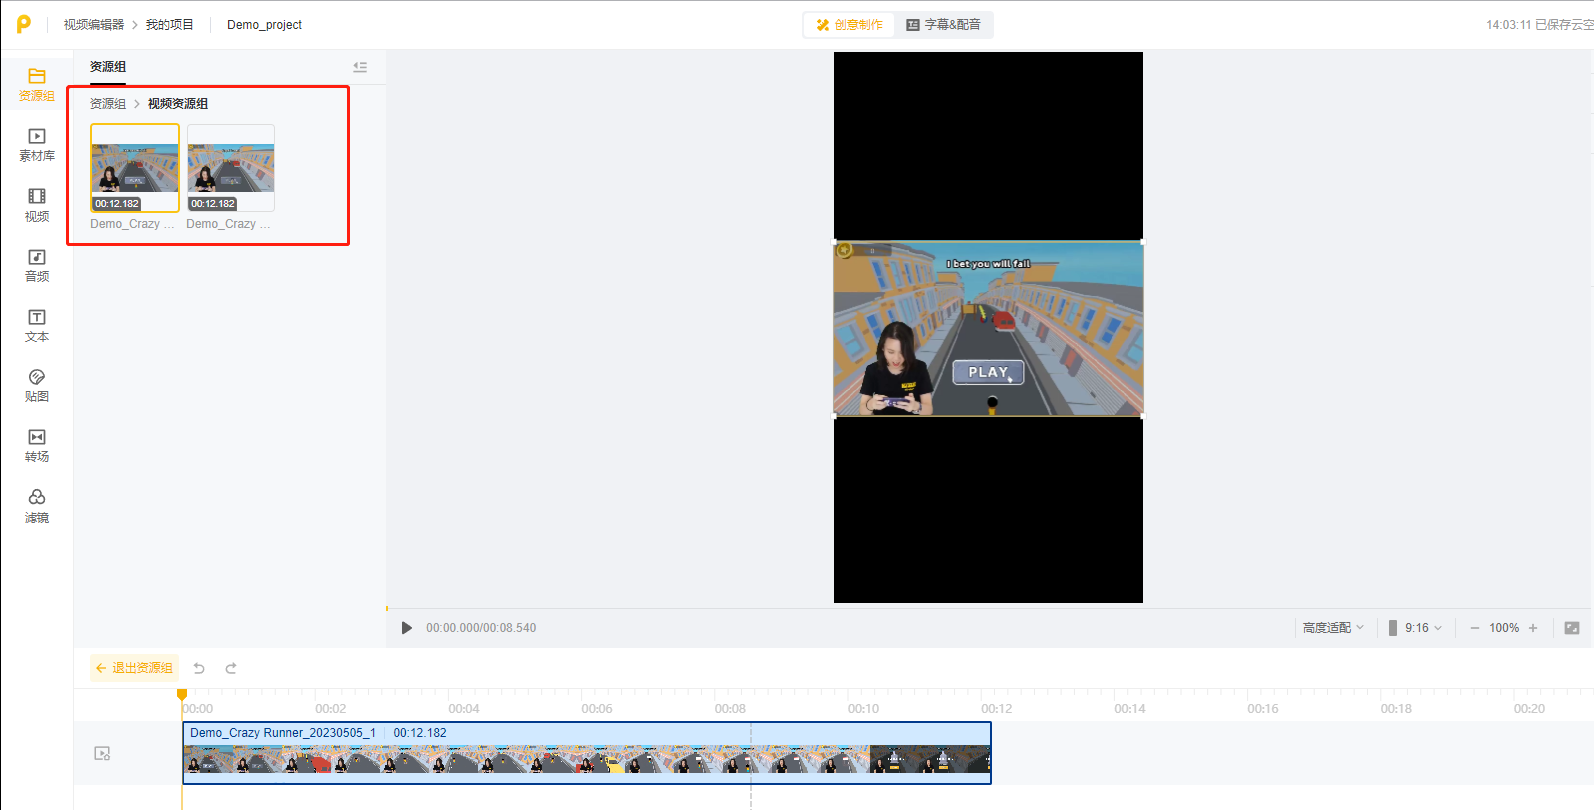 视频编辑器 > 我的项目 Demo_project
创意制作 字幕&配音
14:03:11 已保存云空
资源组
素材库
视频
音频
文本
贴图
转场
滤镜
资源组
资源组 > 视频资源组
00:12.182 00:12.182
Demo_Crazy ... Demo_Crazy ...
I bet you will fail
PLAY
00:00.000/00:08.540
高度适配 9:16 100%
退出资源组
00:00 00:02 00:04 00:06 00:08 00:10 00:12 00:14 00:16 00:18 00:20
Demo_Crazy Runner_20230505_1 00:12.182